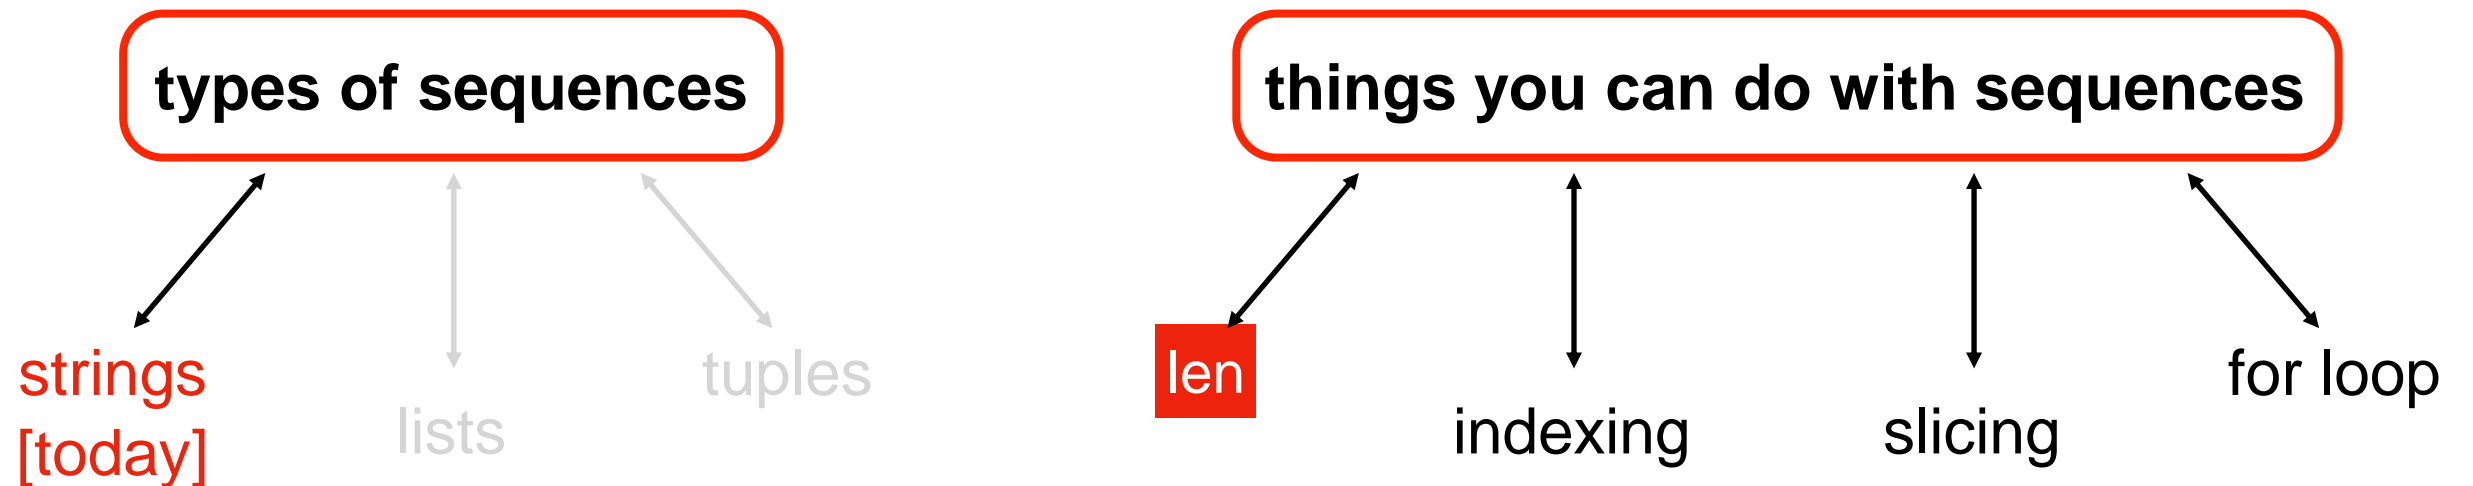 types of sequences
things you can do with sequences
strings
[today]
lists
tuples
len
indexing
slicing
for loop